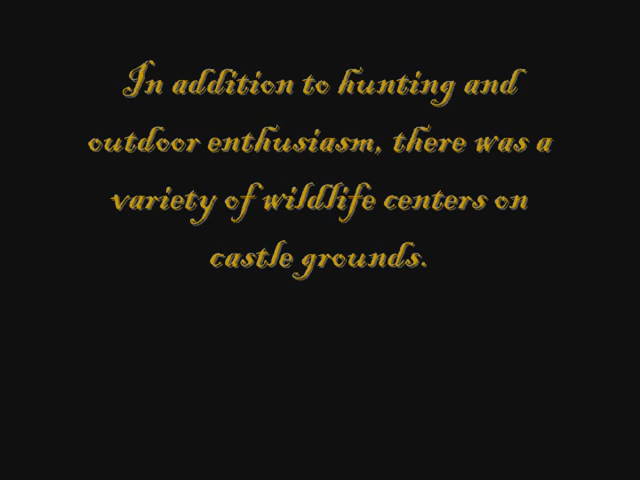 In addition to hunting and
outdoor enthusiasm, there was a
variety of wildlife centers on
castle grounds.